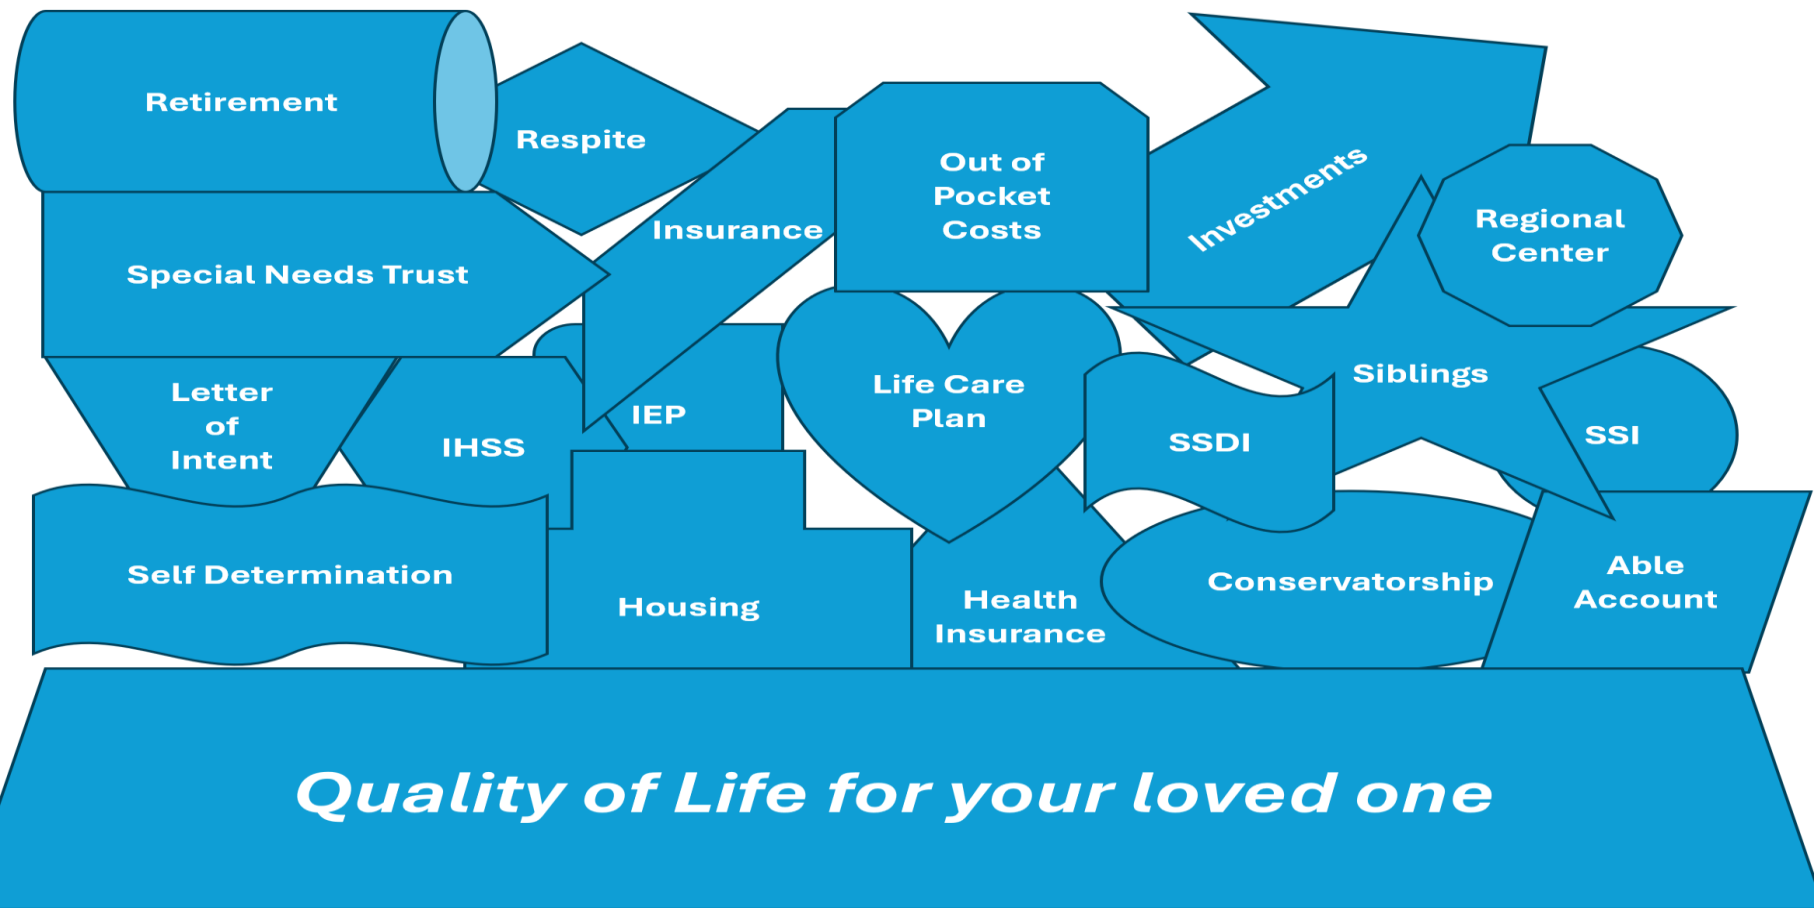 Retirement
Respite
Out of
Pocket
Costs
Investments
Regional
Center
Insurance
Special Needs Trust
Siblings
Life Care
Plan
Letter
of
Intent
IHSS
IEP
SSDI
SSI
Self Determination
Housing
Health
Insurance
Conservatorship
Able
Account
Quality of Life for your loved one